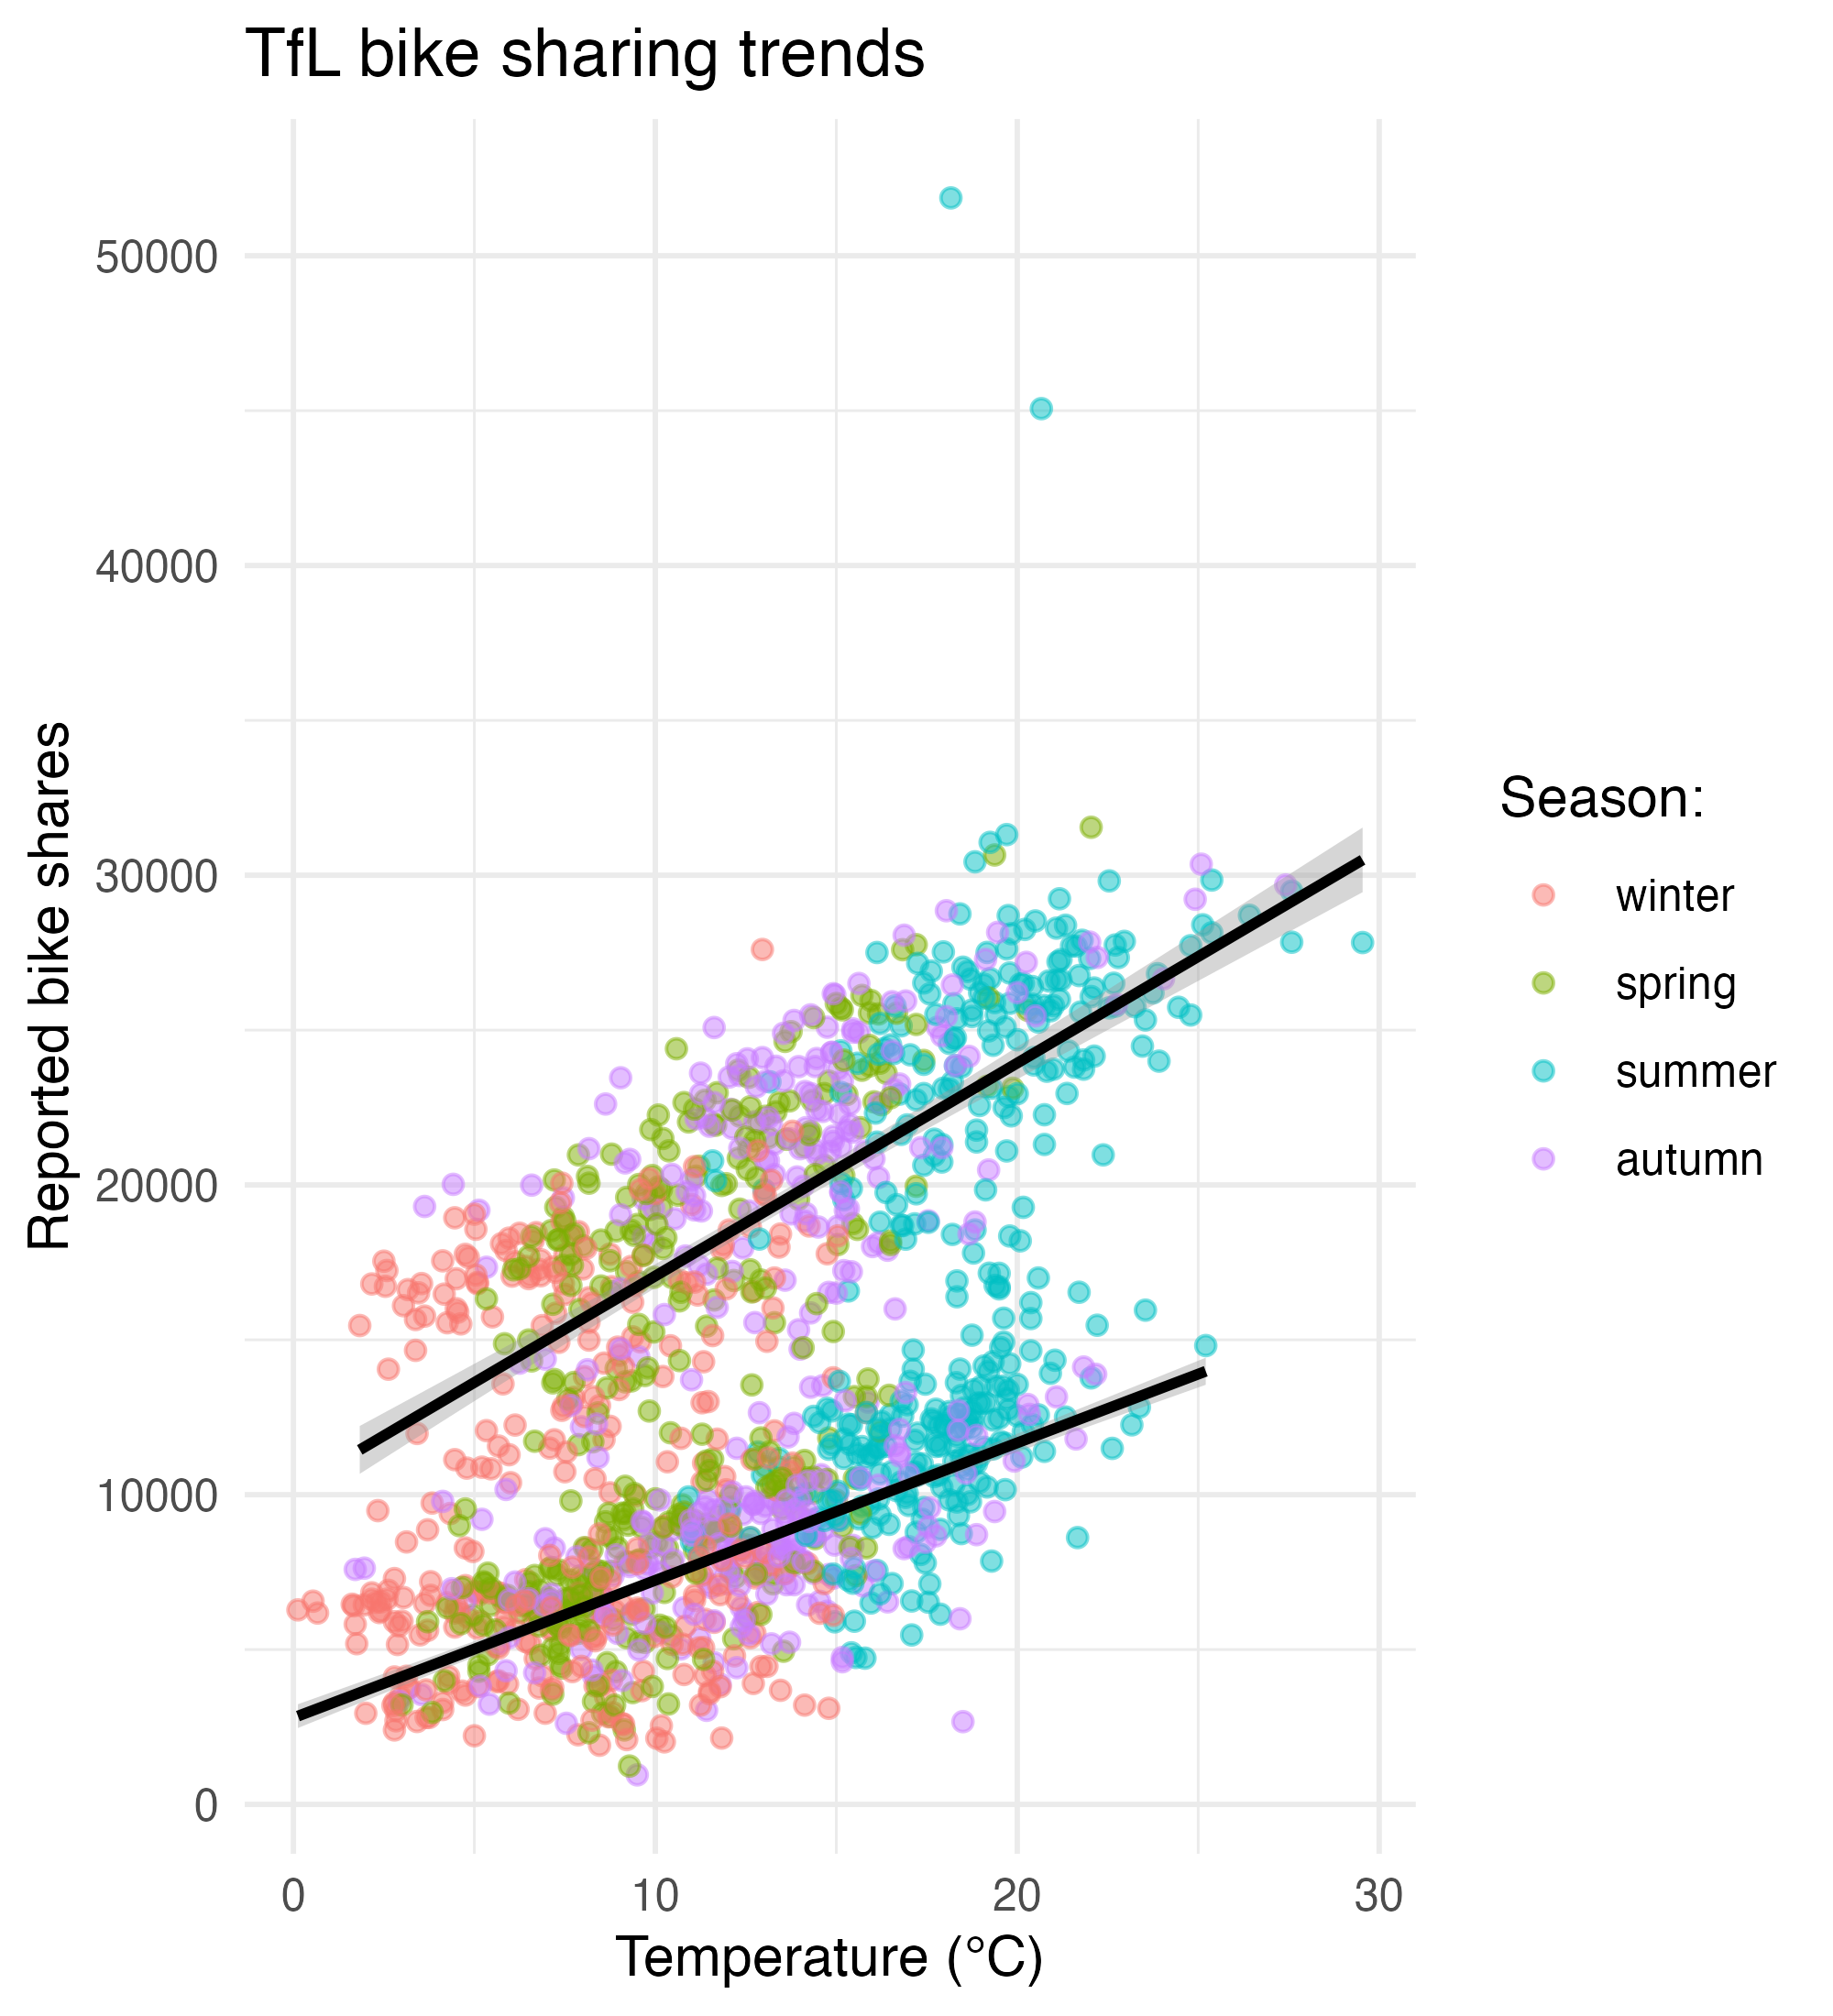 TfL bike sharing trends
Reported bike shares
50000
40000
30000
20000
10000
0
0 10 20 30
Temperature (°C)
Season:
winter
spring
summer
autumn